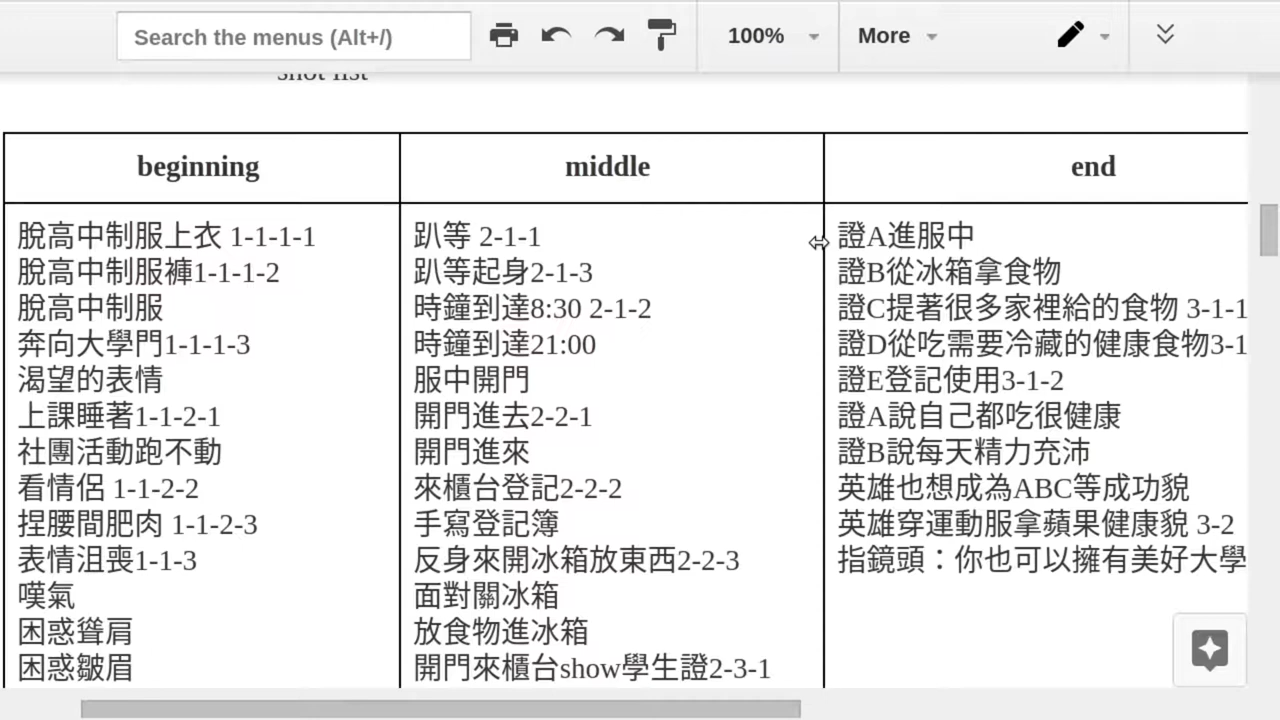 Search the menus (Alt+/)
100%
More
shot list
beginning
middle
end
脫高中制服上衣 1-1-1-1
脫高中制服褲1-1-1-2
脫高中制服
奔向大學門1-1-1-3
渴望的表情
上課睡著1-1-2-1
社團活動跑不動
看情侶 1-1-2-2
捏腰間肥肉 1-1-2-3
表情沮喪1-1-3
嘆氣
困惑聳肩
困惑皺眉
趴等 2-1-1
趴等起身2-1-3
時鐘到達8:30 2-1-2
時鐘到達21:00
服中開門
開門進去2-2-1
開門進來
來櫃台登記2-2-2
手寫登記簿
反身來開冰箱放東西2-2-3
面對關冰箱
放食物進冰箱
開門來櫃台show學生證2-3-1
證A進服中
證B從冰箱拿食物
證C提著很多家裡給的食物 3-1-1
證D從吃需要冷藏的健康食物3-1
證E登記使用3-1-2
證A說自己都吃很健康
證B說每天精力充沛
英雄也想成為ABC等成功貌
英雄穿運動服拿蘋果健康貌 3-2
指鏡頭：你也可以擁有美好大學